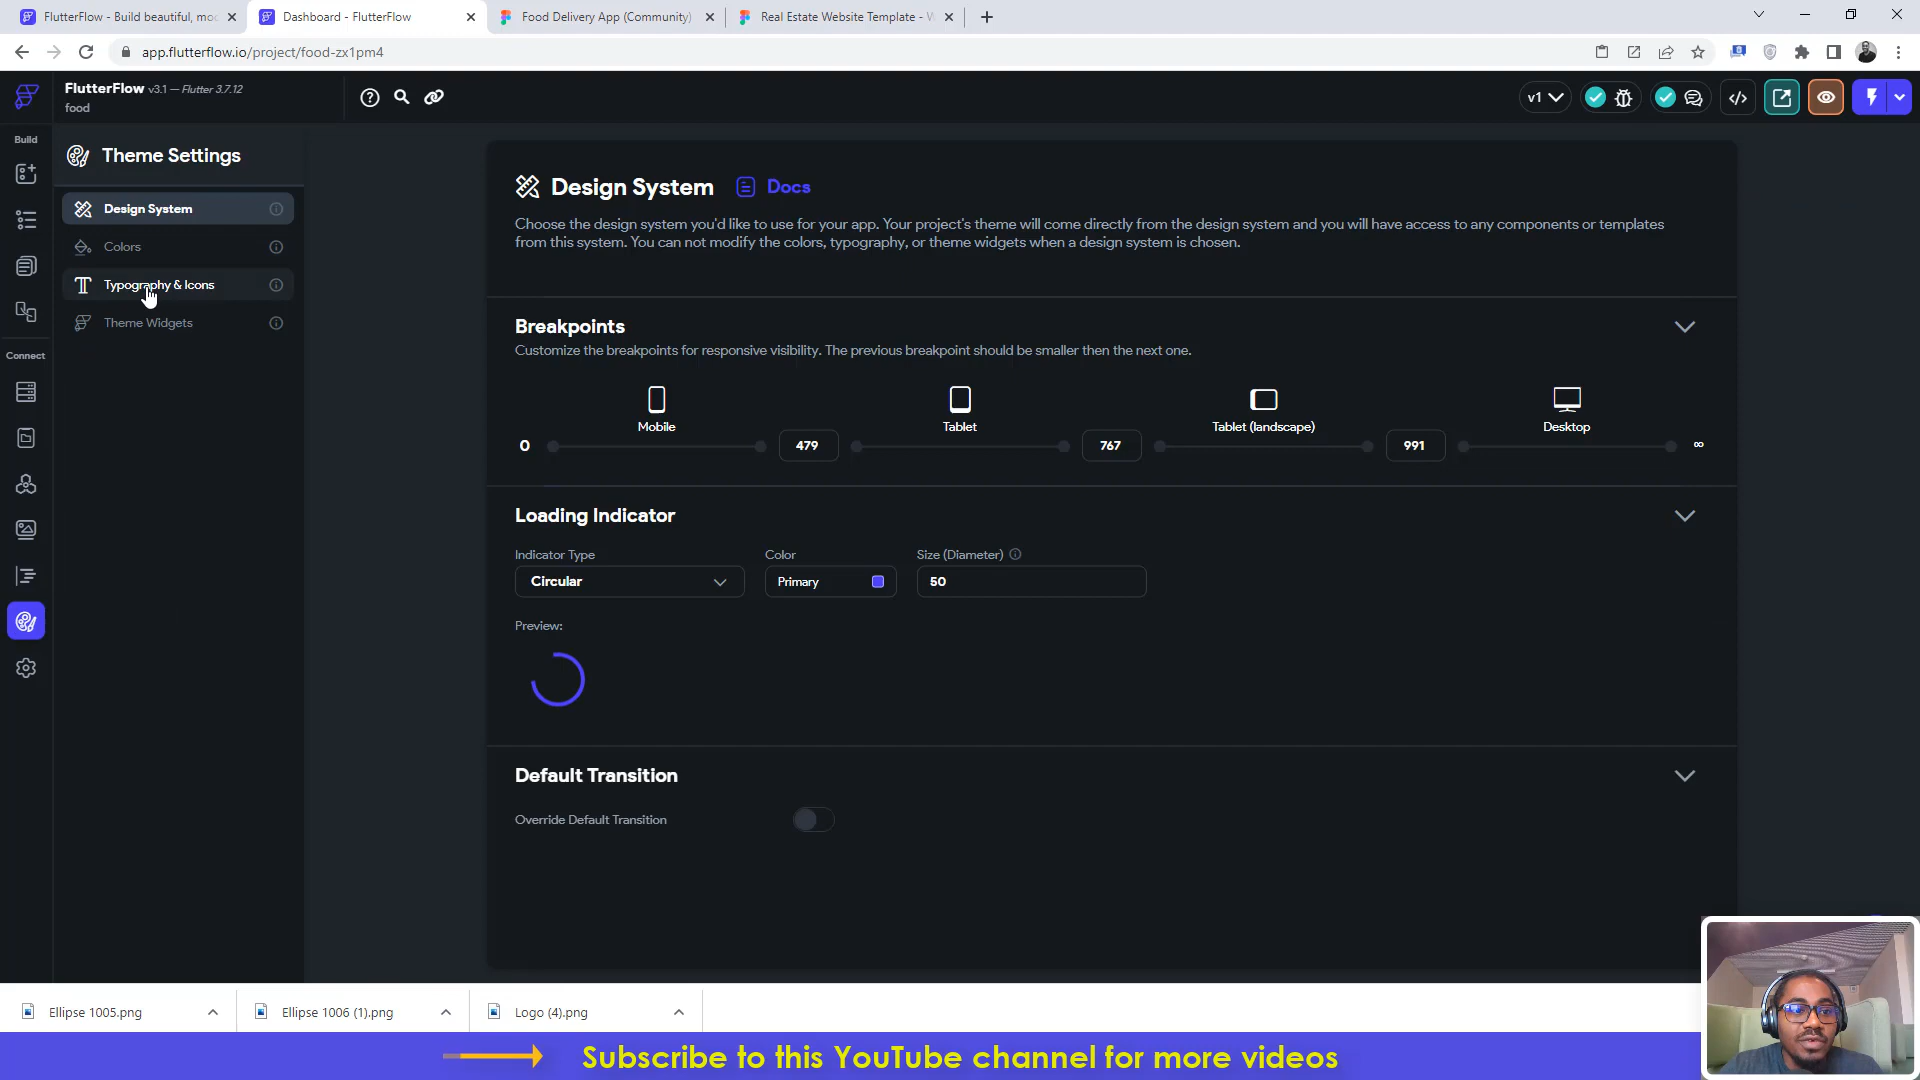 FlutterFlow - Build beautiful, mo
Dashboard - FlutterFlow
Food Delivery App (Community)
Real Estate Website Template - W
app.flutterflow.io/project/food-zx1pm4
FlutterFlow v3.1 — Flutter 3.7.12
food
v1
Build
Connect
Theme Settings
Design System
Colors
Typography & Icons
Theme Widgets
Design System
Docs
Choose the design system you'd like to use for your app. Your project's theme will come directly from the design system and you will have access to any components or templates
from this system. You can not modify the colors, typography, or theme widgets when a design system is chosen.
Breakpoints
Customize the breakpoints for responsive visibility. The previous breakpoint should be smaller then the next one.
Mobile
Tablet
Tablet (landscape)
Desktop
0
479
767
991
∞
Loading Indicator
Indicator Type
Color
Size (Diameter)
Circular
Primary
50
Preview:
Default Transition
Override Default Transition
Ellipse 1005.png
Ellipse 1006 (1).png
Logo (4).png
Subscribe to this YouTube channel for more videos